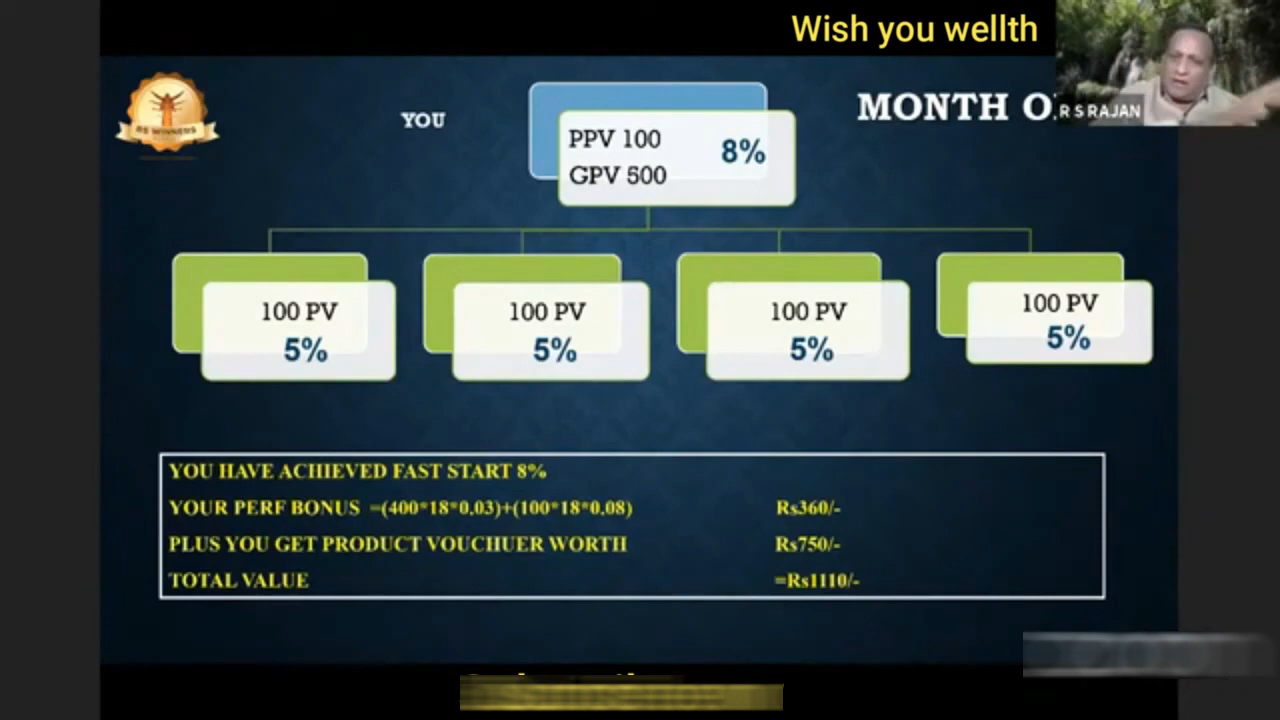 Wish you wellth
RS WINNERS
YOU
MONTH O
R S RAJAN
PPV 100
GPV 500
8%
100 PV
5%
100 PV
5%
100 PV
5%
100 PV
5%
YOU HAVE ACHIEVED FAST START 8%
YOUR PERF BONUS =(400*18*0.03)+(100*18*0.08) Rs360/-
PLUS YOU GET PRODUCT VOUCHUER WORTH Rs750/-
TOTAL VALUE =Rs1110/-